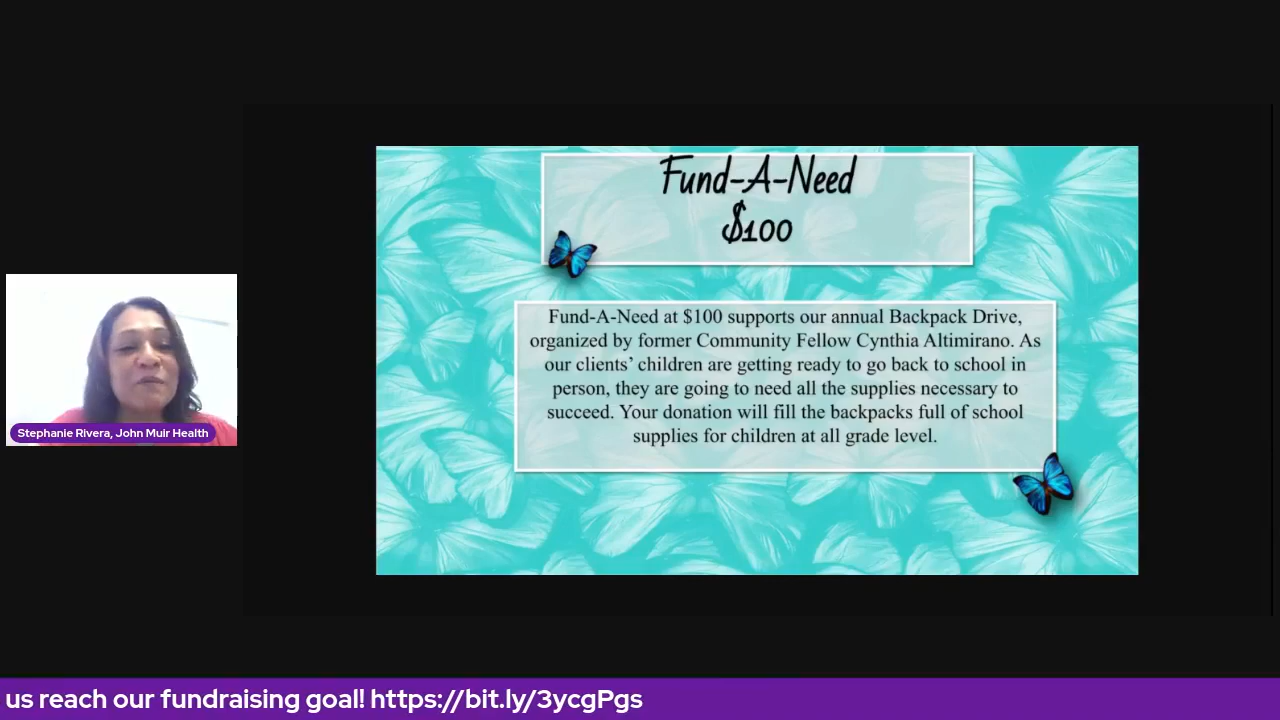 Fund-A-Need
$100
Fund-A-Need at $100 supports our annual Backpack Drive,
organized by former Community Fellow Cynthia Altimirano. As
our clients’ children are getting ready to go back to school in
person, they are going to need all the supplies necessary to
succeed. Your donation will fill the backpacks full of school
supplies for children at all grade level.
Stephanie Rivera, John Muir Health
us reach our fundraising goal! https://bit.ly/3ycgPgs